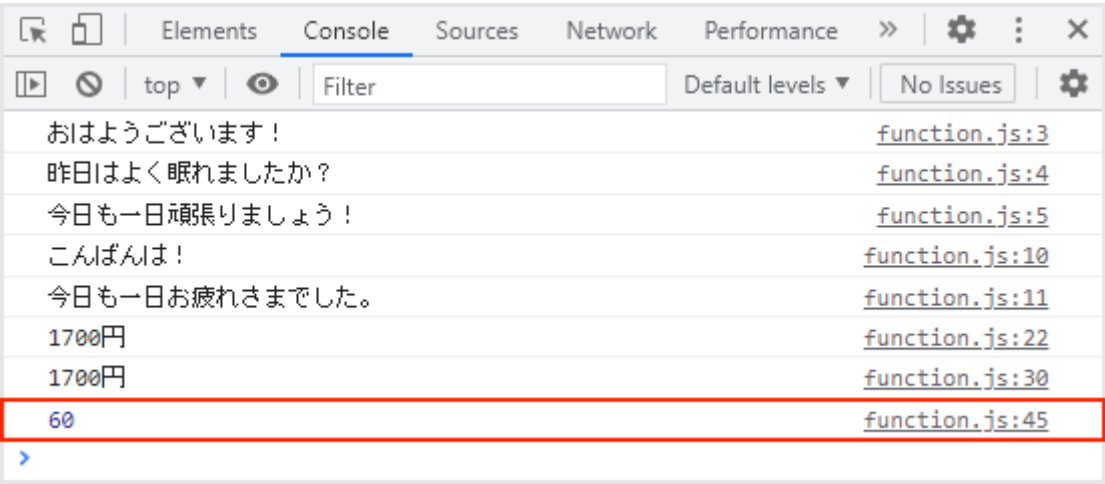 Elements Console Sources Network Performance »
top ▼ Filter Default levels ▼ No Issues
おはようございます！ function.js:3
昨日はよく眠れましたか？ function.js:4
今日も一日頑張りましょう！ function.js:5
こんばんは！ function.js:10
今日も一日お疲れさまでした。 function.js:11
1700円 function.js:22
1700円 function.js:30
60 function.js:45
>